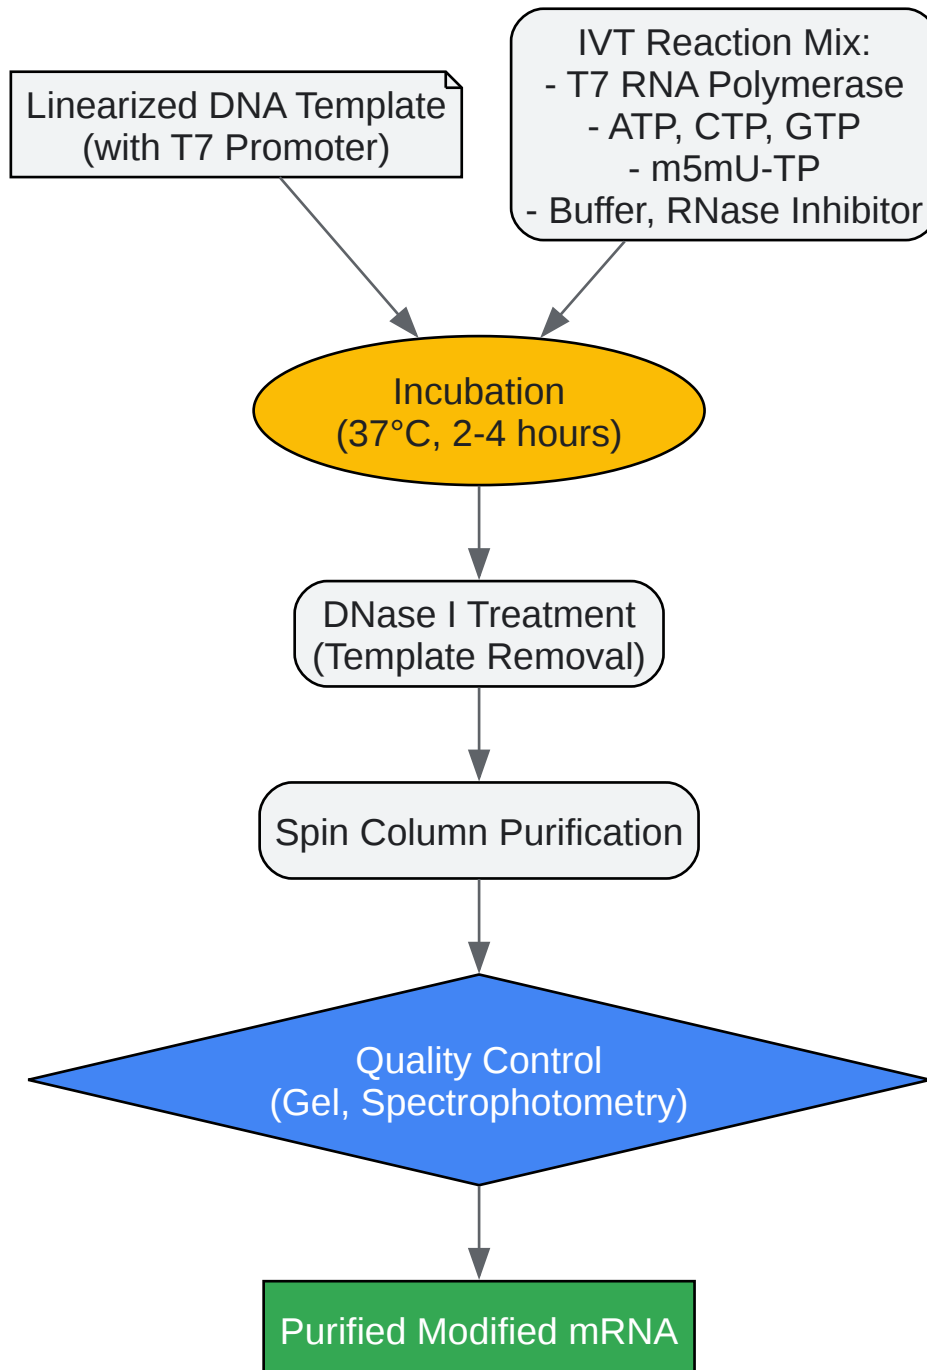 Linearized DNA Template
(with T7 Promoter)
IVT Reaction Mix:
- T7 RNA Polymerase
- ATP, CTP, GTP
- m5mU-TP
- Buffer, RNase Inhibitor
Incubation
(37°C, 2-4 hours)
DNase I Treatment
(Template Removal)
Spin Column Purification
Quality Control
(Gel, Spectrophotometry)
Purified Modified mRNA